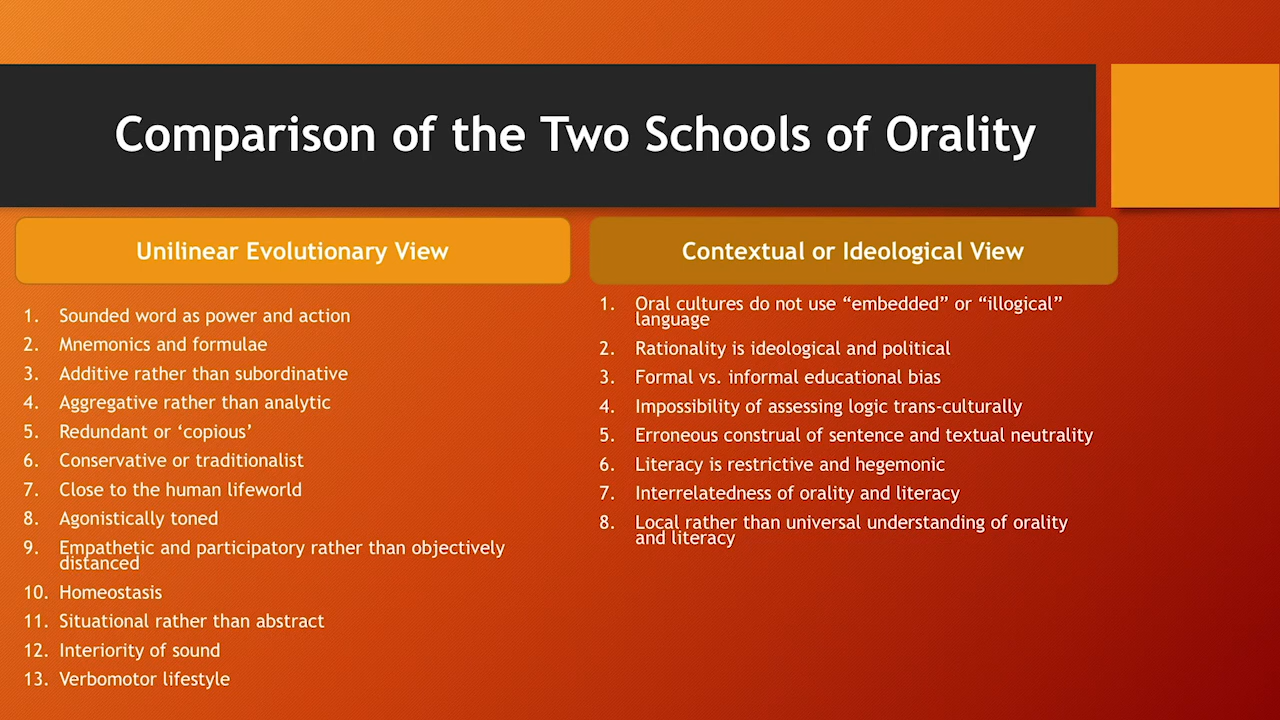 Comparison of the Two Schools of Orality
Unilinear Evolutionary View
1. Sounded word as power and action
2. Mnemonics and formulae
3. Additive rather than subordinative
4. Aggregative rather than analytic
5. Redundant or ‘copious’
6. Conservative or traditionalist
7. Close to the human lifeworld
8. Agonistically toned
9. Empathetic and participatory rather than objectively
distanced
10. Homeostasis
11. Situational rather than abstract
12. Interiority of sound
13. Verbomotor lifestyle
Contextual or Ideological View
1. Oral cultures do not use “embedded” or “illogical”
language
2. Rationality is ideological and political
3. Formal vs. informal educational bias
4. Impossibility of assessing logic trans-culturally
5. Erroneous construal of sentence and textual neutrality
6. Literacy is restrictive and hegemonic
7. Interrelatedness of orality and literacy
8. Local rather than universal understanding of orality
and literacy